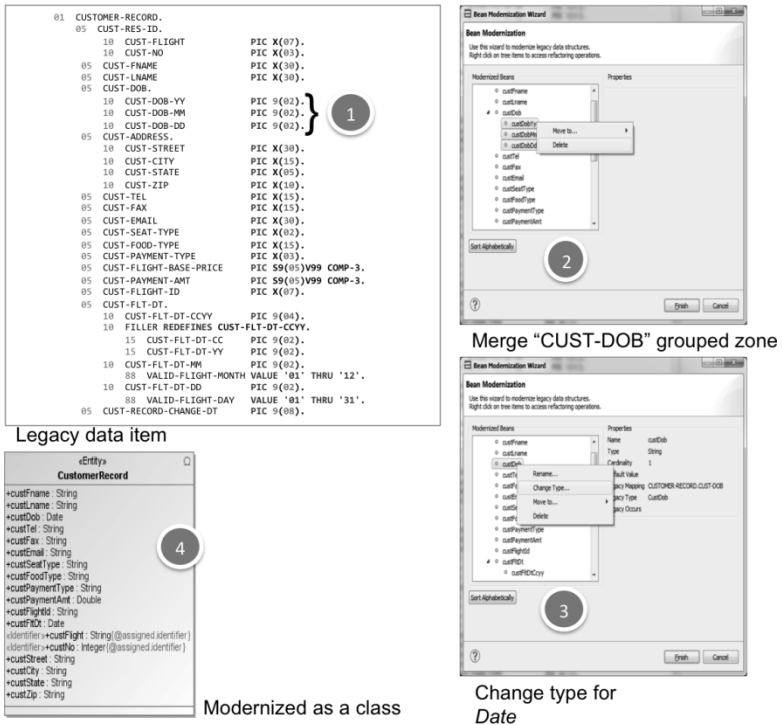 01 CUSTOMER-RECORD.
05 CUST-RES-ID.
10 CUST-FLIGHT PIC X(07).
10 CUST-NO PIC X(03).
05 CUST-FNAME PIC X(30).
05 CUST-LNAME PIC X(30).
05 CUST-DOB.
10 CUST-DOB-YY PIC 9(02).
10 CUST-DOB-MM PIC 9(02).
10 CUST-DOB-DD PIC 9(02).
1
05 CUST-ADDRESS.
10 CUST-STREET PIC X(30).
10 CUST-CITY PIC X(15).
10 CUST-STATE PIC X(05).
10 CUST-ZIP PIC X(10).
05 CUST-TEL PIC X(15).
05 CUST-FAX PIC X(15).
05 CUST-EMAIL PIC X(30).
05 CUST-SEAT-TYPE PIC X(02).
05 CUST-FOOD-TYPE PIC X(15).
05 CUST-PAYMENT-TYPE PIC X(03).
05 CUST-FLIGHT-BASE-PRICE PIC S9(05)V99 COMP-3.
05 CUST-PAYMENT-AMT PIC S9(05)V99 COMP-3.
05 CUST-FLIGHT-ID PIC X(07).
05 CUST-FLT-DT.
10 CUST-FLT-DT-CCYY PIC 9(04).
10 FILLER REDEFINES CUST-FLT-DT-CCYY.
15 CUST-FLT-DT-CC PIC 9(02).
15 CUST-FLT-DT-YY PIC 9(02).
10 CUST-FLT-DT-MM PIC 9(02).
88 VALID-FLIGHT-MONTH VALUE '01' THRU '12'.
10 CUST-FLT-DT-DD PIC 9(02).
88 VALID-FLIGHT-DAY VALUE '01' THRU '31'.
05 CUST-RECORD-CHANGE-DT PIC 9(08).
Legacy data item
Bean Modernization Wizard
Bean Modernization
Use this wizard to modernize legacy data structures.
Right click on tree items to access refactoring operations.
Modernized Beans
Properties
custFname
custLname
custDob
custDobYy
custDobMm
custDobDd
Move to...
Delete
custTel
custFax
custEmail
custSeatType
custFoodType
custPaymentType
custPaymentAmt
Sort Alphabetically
2
Finish
Cancel
Merge “CUST-DOB” grouped zone
Bean Modernization Wizard
Bean Modernization
Use this wizard to modernize legacy data structures.
Right click on tree items to access refactoring operations.
Modernized Beans
custFname
custLname
custDob
Rename...
Change Type...
Move to...
Delete
custPaymentType
custPaymentAmt
custFlightId
custFltDt
custFltDtCcyy
Properties
Name custDob
Type String
Cardinality 1
Value
Mapping CUSTOMER-RECORD.CUST-DOB
Type CustDob
Occurs
Sort Alphabetically
3
Finish
Cancel
Change type for
Date
«Entity»
CustomerRecord
+custFname : String
+custLname : String
+custDob : Date
+custTel : String
+custFax : String
+custEmail : String
+custSeatType : String
+custFoodType : String
+custPaymentType : String
+custPaymentAmt : Double
+custFlightId : String
+custFltDt : Date
«Identifier»+custFlight : String{@assigned.identifier}
«Identifier»+custNo : Integer{@assigned.identifier}
+custStreet : String
+custCity : String
+custState : String
+custZip : String
4
Modernized as a class